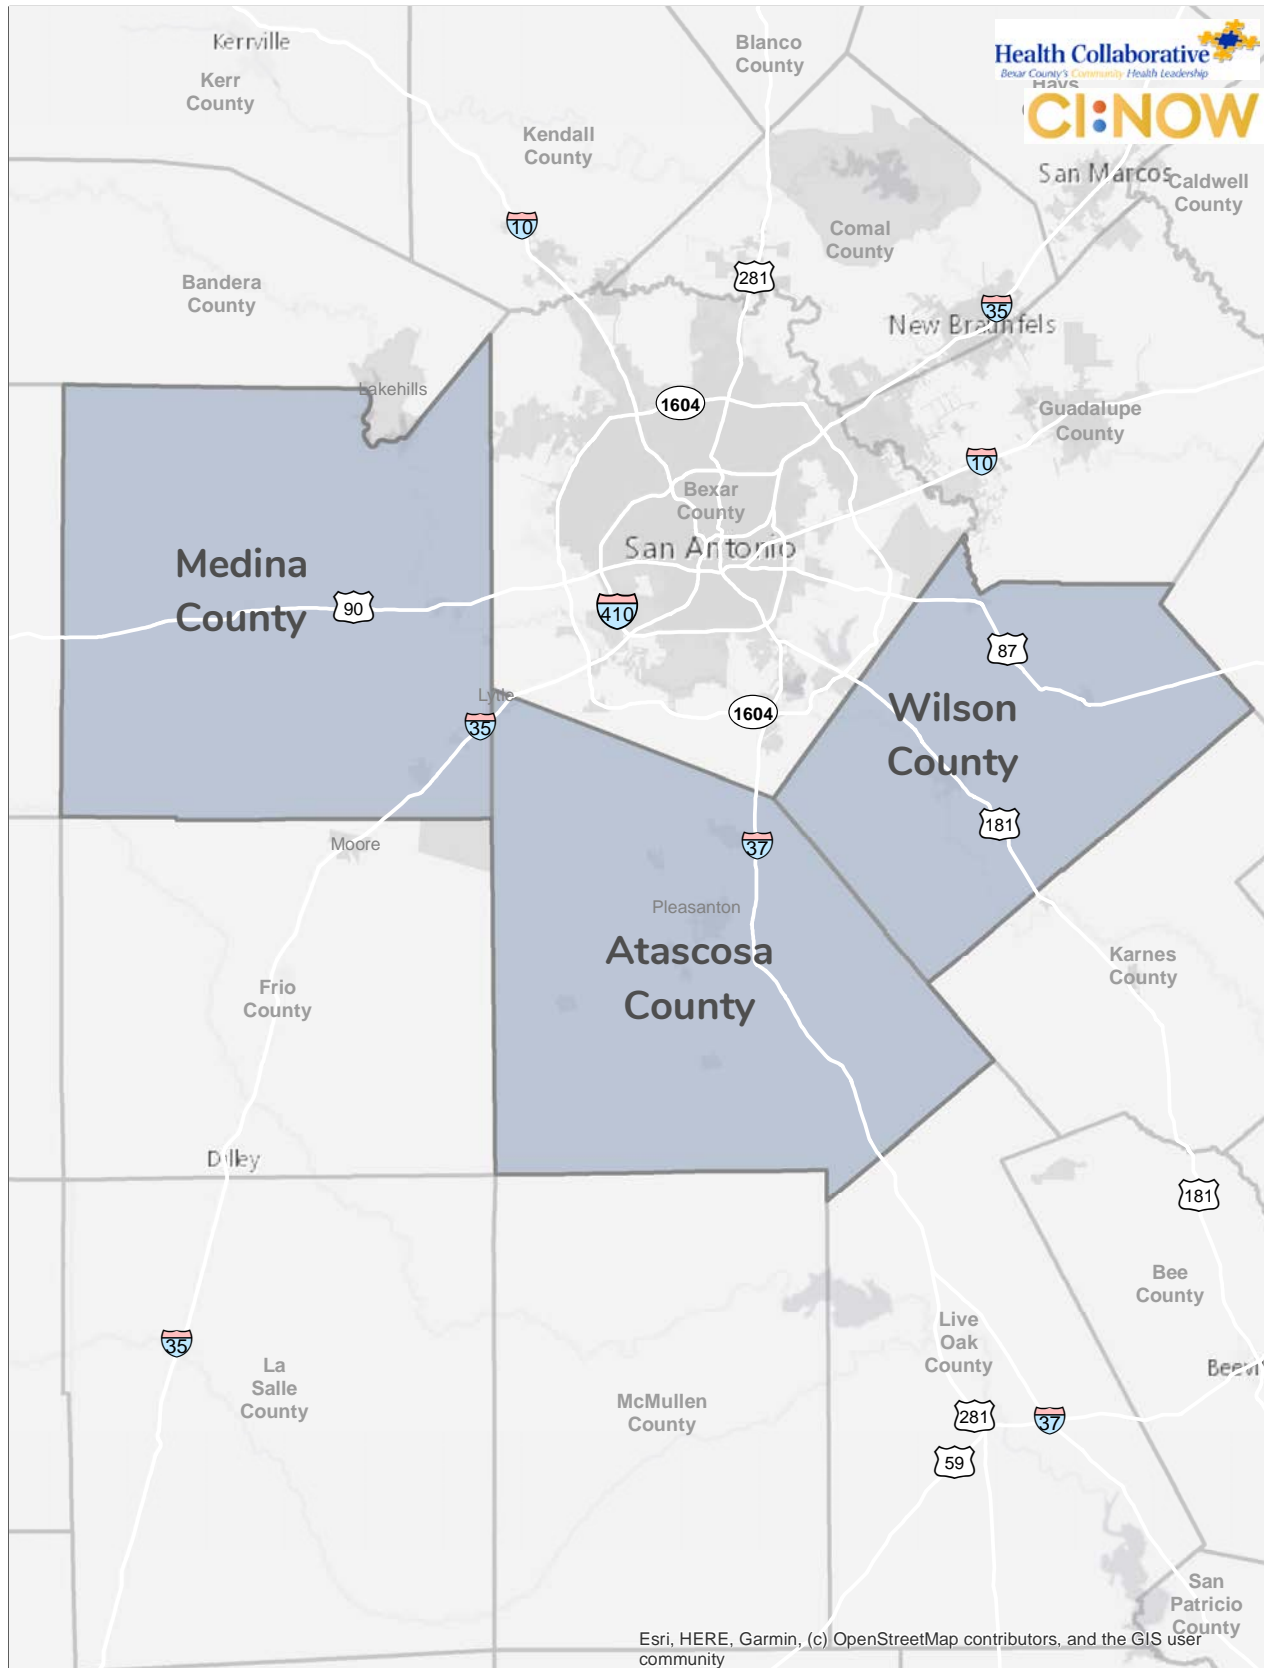 Kerrville
Kerr
County
Blanco
County
Health Collaborative
Bexar County's Community Health Leadership
Hays
CI:NOW
Kendall
County
San Marcos
Caldwell
County
10
Comal
County
Bandera
County
281
35
New Braunfels
Lakehills
1604
Guadalupe
County
10
Bexar
County
San Antonio
Medina
County
90
410
87
Lytle
35
1604
Wilson
County
181
37
Moore
Pleasanton
Atascosa
County
Karnes
County
Frio
County
Dilley
181
Bee
County
35
Live
Oak
County
La
Salle
County
McMullen
County
281
37
59
San
Patricio
County
Esri, HERE, Garmin, (c) OpenStreetMap contributors, and the GIS user
community